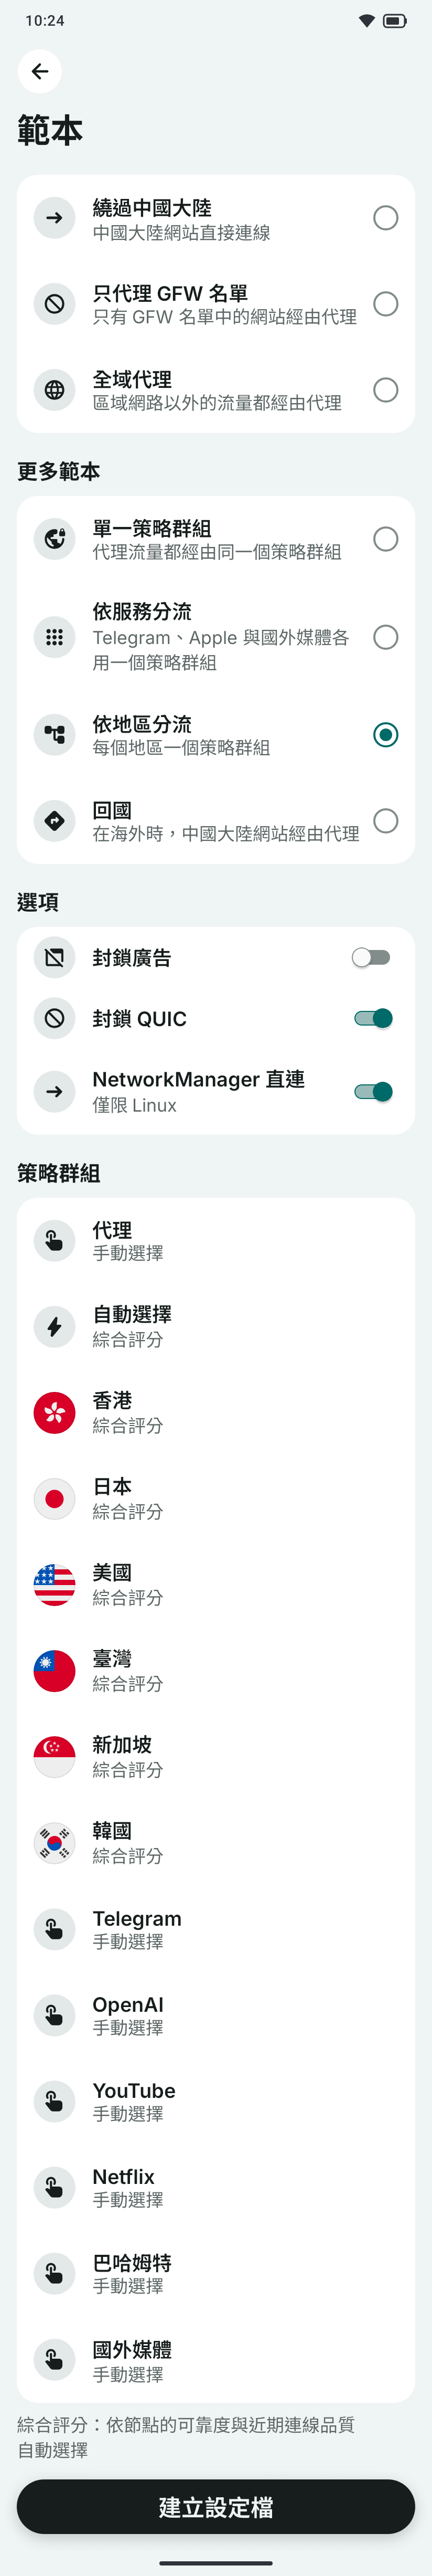 10:24
範本
繞過中國大陸
中國大陸網站直接連線
只代理 GFW 名單
只有 GFW 名單中的網站經由代理
全域代理
區域網路以外的流量都經由代理
更多範本
單一策略群組
代理流量都經由同一個策略群組
依服務分流
Telegram、Apple 與國外媒體各
用一個策略群組
依地區分流
每個地區一個策略群組
回國
在海外時，中國大陸網站經由代理
選項
封鎖廣告
封鎖 QUIC
NetworkManager 直連
僅限 Linux
策略群組
代理
手動選擇
自動選擇
綜合評分
香港
綜合評分
日本
綜合評分
美國
綜合評分
臺灣
綜合評分
新加坡
綜合評分
韓國
綜合評分
Telegram
手動選擇
OpenAI
手動選擇
YouTube
手動選擇
Netflix
手動選擇
巴哈姆特
手動選擇
國外媒體
手動選擇
綜合評分：依節點的可靠度與近期連線品質
自動選擇
建立設定檔